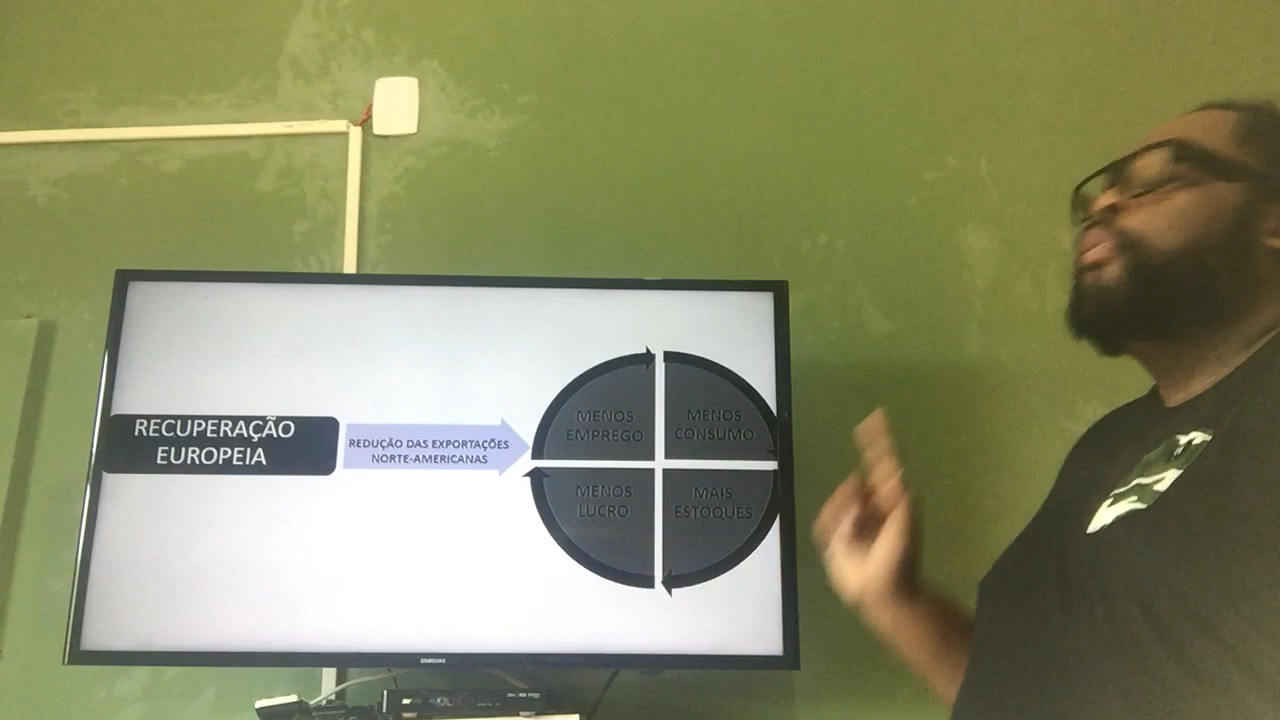 RECUPERAÇÃO
EUROPEIA
REDUÇÃO DAS EXPORTAÇÕES
NORTE-AMERICANAS
MENOS
EMPREGO
MENOS
CONSUMO
MENOS
LUCRO
MAIS
ESTOQUES
SAMSUNG